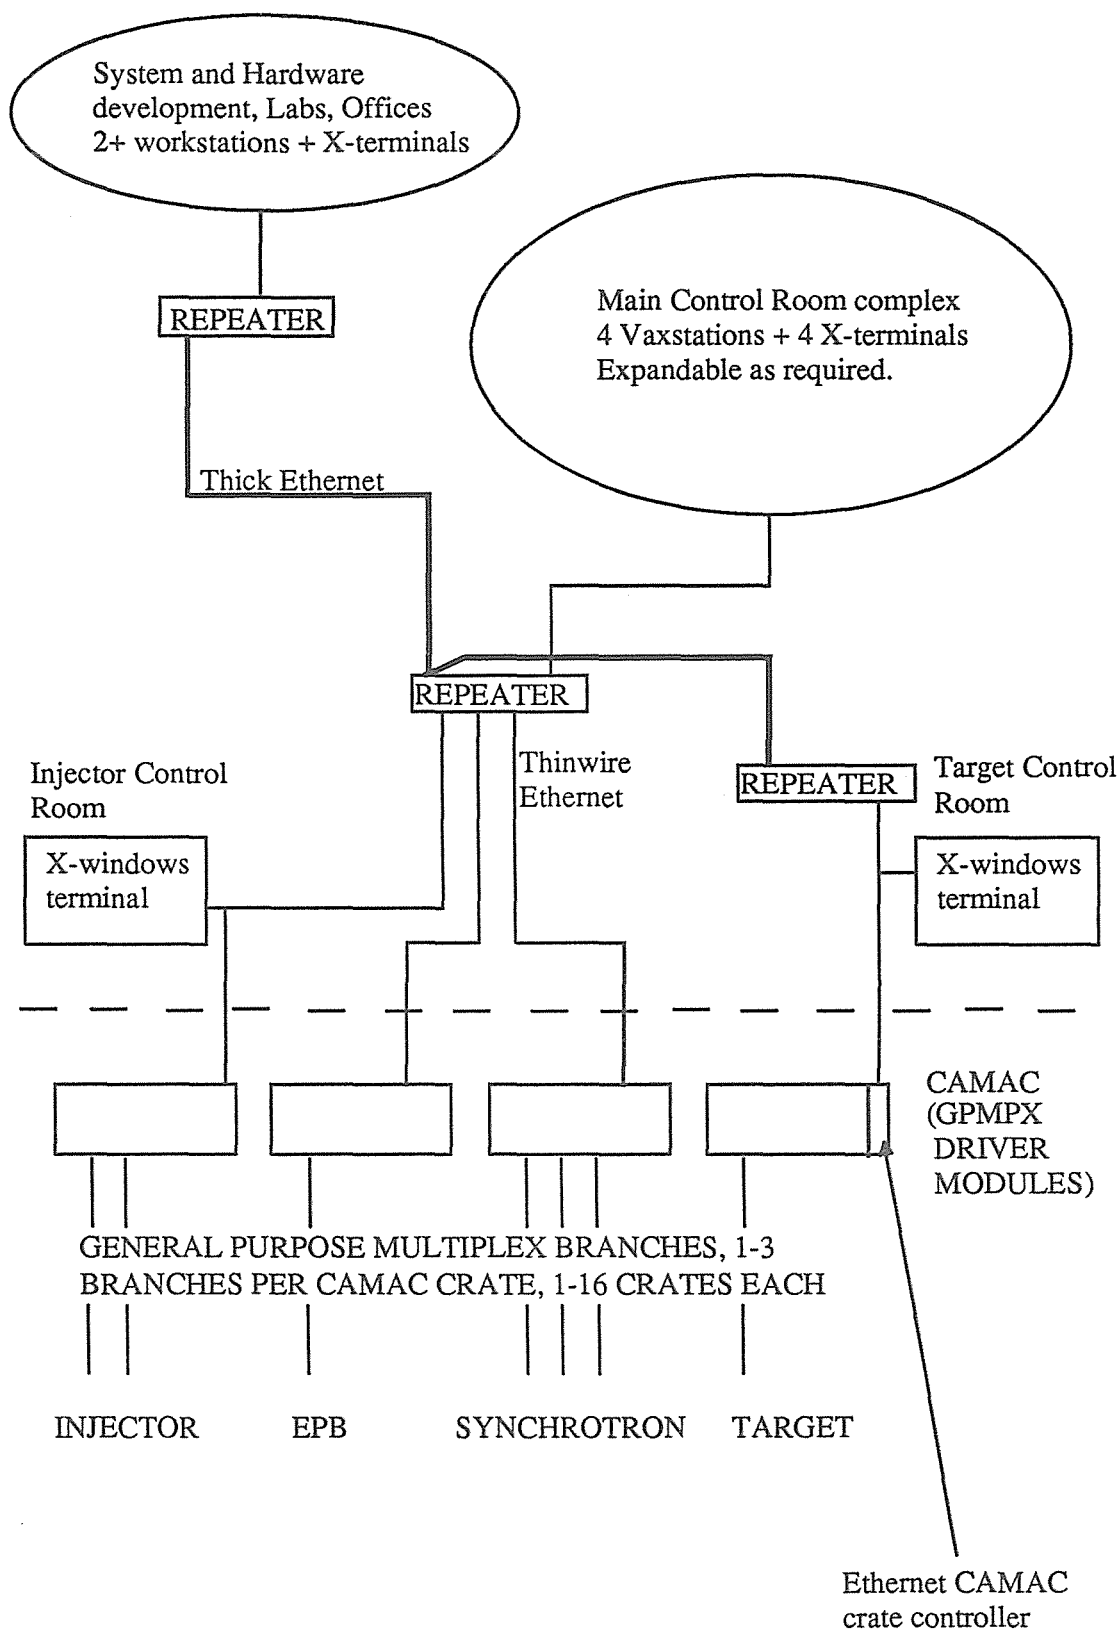 System and Hardware
development, Labs, Offices
2+ workstations + X-terminals
Main Control Room complex
4 Vaxstations + 4 X-terminals
Expandable as required.
REPEATER
Thick Ethernet
REPEATER
Thinwire
Ethernet
Injector Control
Room
X-windows
terminal
REPEATER
Target Control
Room
X-windows
terminal
CAMAC
(GPMPX
DRIVER
MODULES)
GENERAL PURPOSE MULTIPLEX BRANCHES, 1-3
BRANCHES PER CAMAC CRATE, 1-16 CRATES EACH
INJECTOR EPB SYNCHROTRON TARGET
Ethernet CAMAC
crate controller